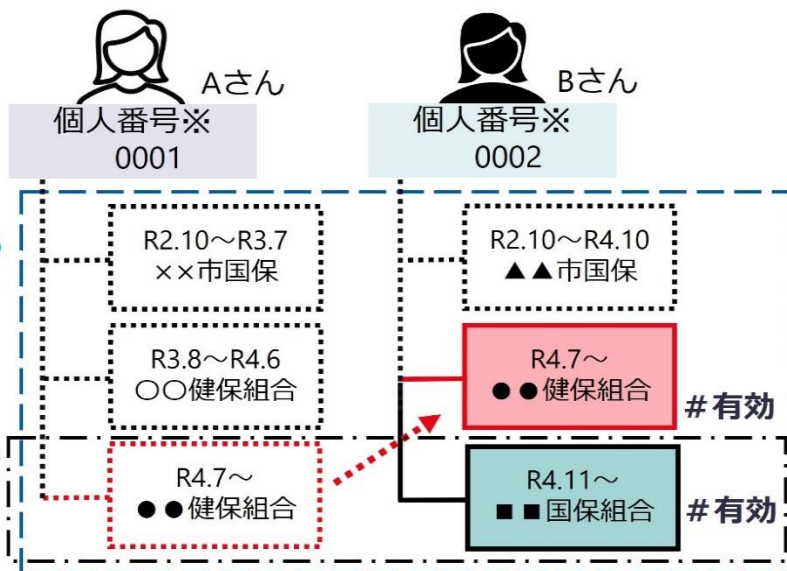 Aさん
Bさん
個人番号※
0001
個人番号※
0002
R2.10～R3.7
××市国保
R2.10～R4.10
▲▲市国保
R3.8～R4.6
〇〇健保組合
R4.7～
●●健保組合
#有効
R4.7～
●●健保組合
R4.11～
■■国保組合
#有効